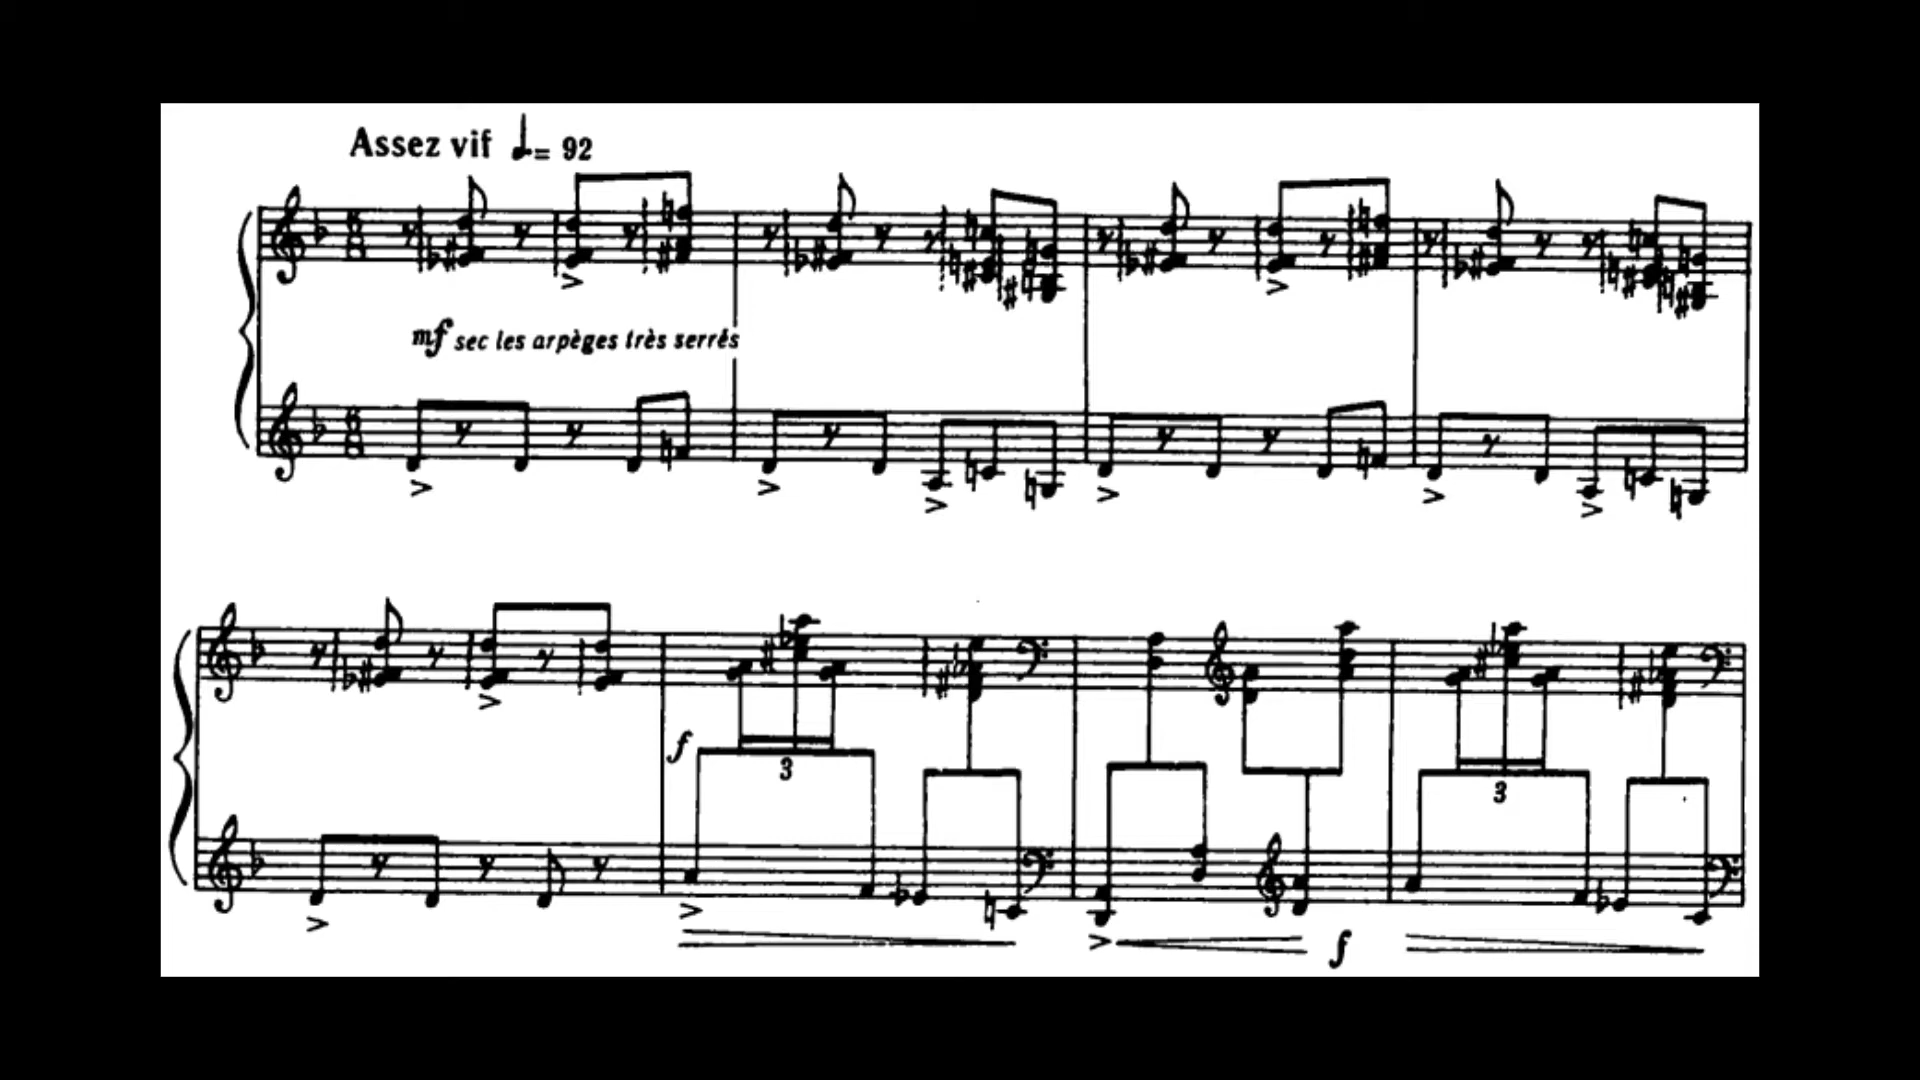 Assez vif 𝅗𝅥. = 92
mf sec les arpèges très serrés
f
3
f
3